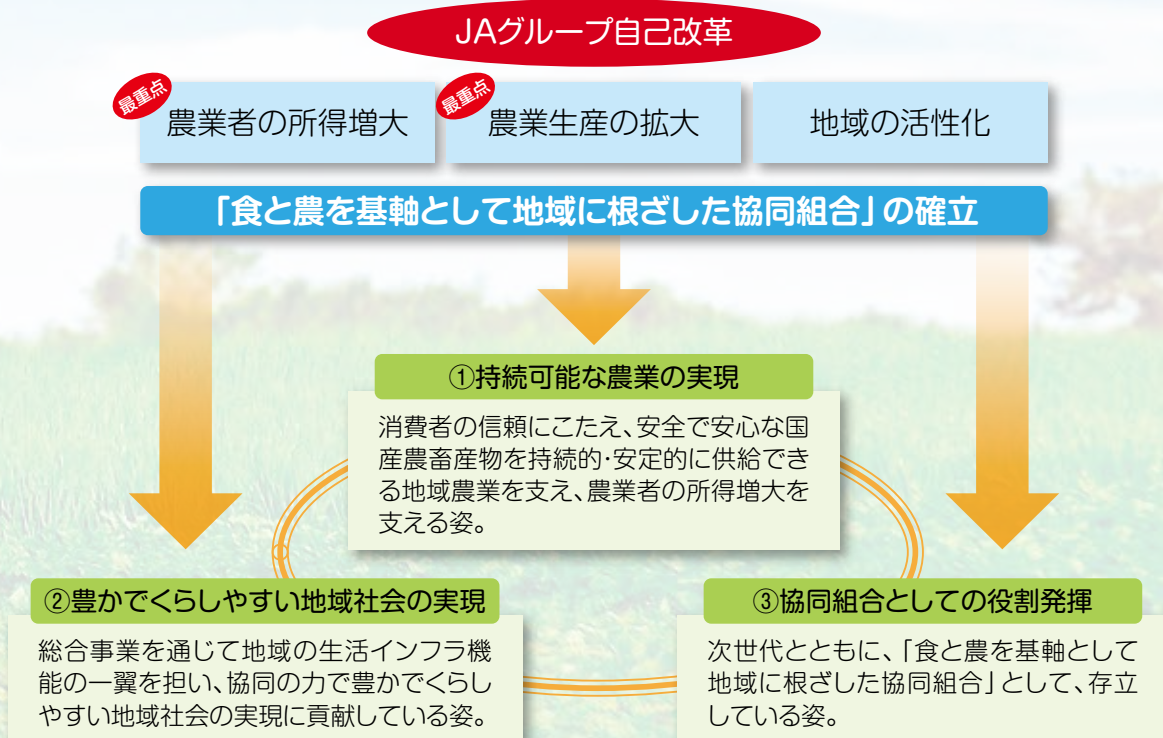 JAグループ自己改革
最重点
農業者の所得増大
最重点
農業生産の拡大
地域の活性化
「食と農を基軸として地域に根ざした協同組合」の確立
①持続可能な農業の実現
消費者の信頼にこたえ、安全で安心な国
産農畜産物を持続的・安定的に供給でき
る地域農業を支え、農業者の所得増大を
支える姿。
②豊かでくらしやすい地域社会の実現
総合事業を通じて地域の生活インフラ機
能の一翼を担い、協同の力で豊かでくらし
やすい地域社会の実現に貢献している姿。
③協同組合としての役割発揮
次世代とともに、「食と農を基軸として
地域に根ざした協同組合」として、存立
している姿。